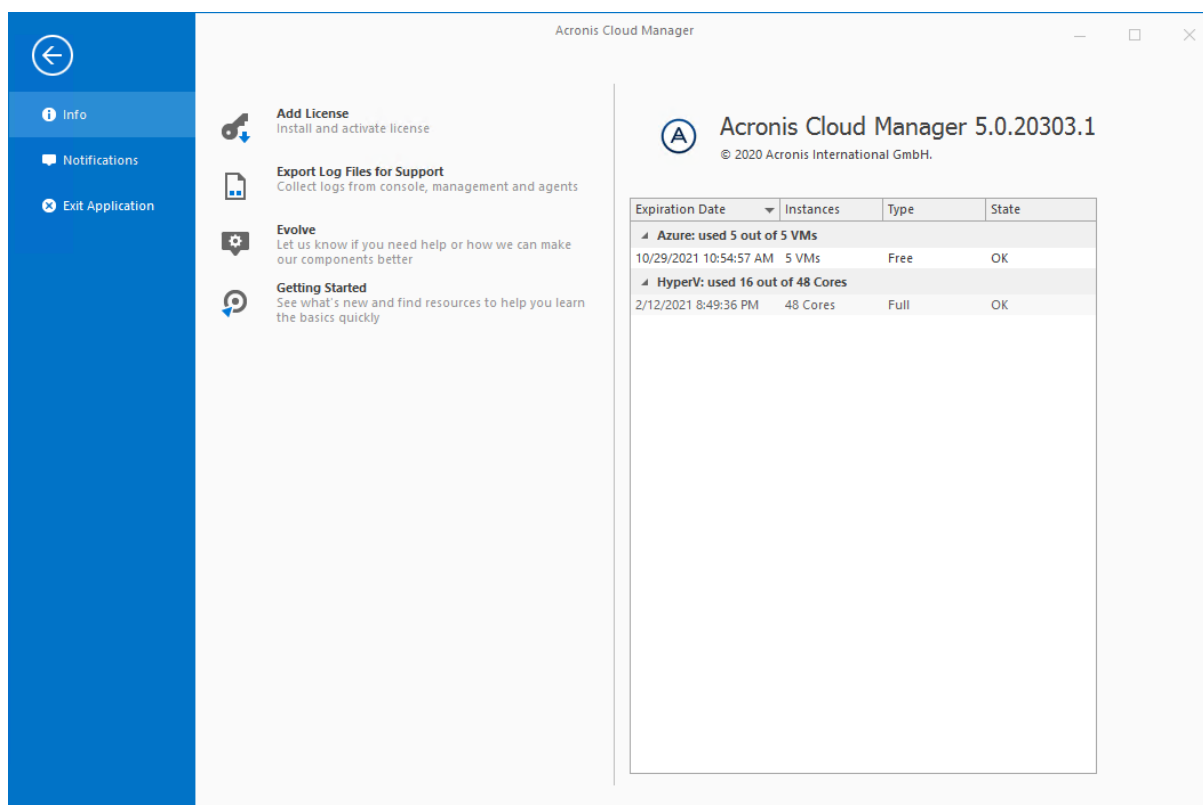 Acronis Cloud Manager
Info
Notifications
Exit Application
Add License
Install and activate license
Export Log Files for Support
Collect logs from console, management and agents
Evolve
Let us know if you need help or how we can make
our components better
Getting Started
See what's new and find resources to help you learn
the basics quickly
Acronis Cloud Manager 5.0.20303.1
© 2020 Acronis International GmbH.
Expiration Date Instances Type State
Azure: used 5 out of 5 VMs
10/29/2021 10:54:57 AM 5 VMs Free OK
HyperV: used 16 out of 48 Cores
2/12/2021 8:49:36 PM 48 Cores Full OK